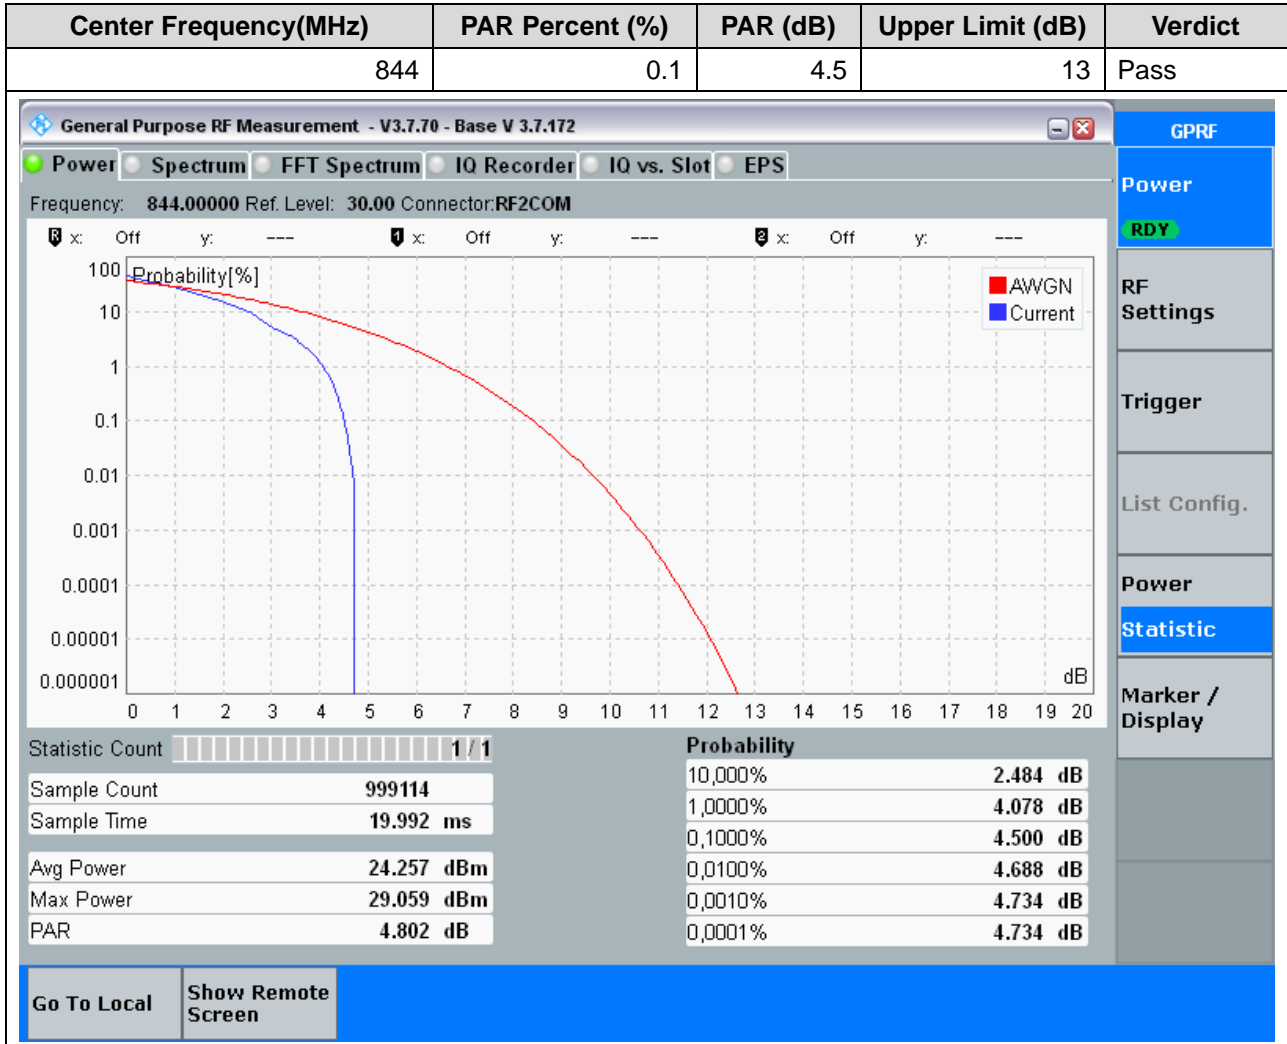 Center Frequency(MHz) PAR Percent (%) PAR (dB) Upper Limit (dB) Verdict
844 0.1 4.5 13 Pass
General Purpose RF Measurement - V3.7.70 - Base V 3.7.172
GPRF
Power Spectrum FFT Spectrum IQ Recorder IQ vs. Slot EPS
Power
RDY
Frequency: 844.00000 Ref. Level: 30.00 Connector:RF2COM
R x: Off y: --- 1 x: Off y: --- 2 x: Off y: ---
Probability[%]
AWGN
Current
100
10
1
0.1
0.01
0.001
0.0001
0.00001
0.000001
dB
0 1 2 3 4 5 6 7 8 9 10 11 12 13 14 15 16 17 18 19 20
RF
Settings
Trigger
List Config.
Power
Statistic
Marker /
Display
Statistic Count 1 / 1
Sample Count 999114
Sample Time 19.992 ms
Avg Power 24.257 dBm
Max Power 29.059 dBm
PAR 4.802 dB
Probability
10,000% 2.484 dB
1,0000% 4.078 dB
0,1000% 4.500 dB
0,0100% 4.688 dB
0,0010% 4.734 dB
0,0001% 4.734 dB
Go To Local
Show Remote
Screen